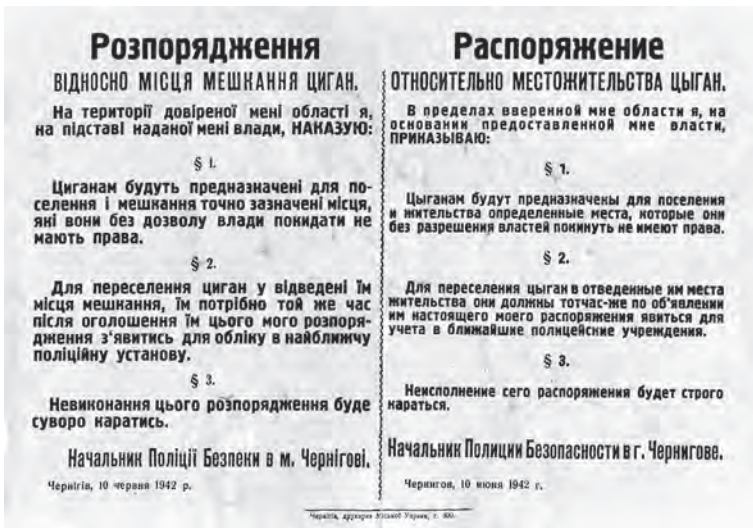 Розпорядження
ВІДНОСНО МІСЦЯ МЕШКАННЯ ЦИГАН.
На території довіреної мені області я,
на підставі наданої мені влади, НАКАЗУЮ:
§ 1.
Циганам будуть предназначені для по-
селення і мешкання точно зазначені місця,
які вони без дозволу влади покидати не
мають права.
§ 2.
Для переселення циган у відведені їм
місця мешкання, їм потрібно той же час
після оголошення їм цього мого розпоря-
дження з'явитись для обліку в найближчу
поліційну установу.
§ 3.
Невиконання цього розпорядження буде
суворо каратись.
Начальник Поліції Безпеки в м. Чернігові.
Чернігів, 10 червня 1942 р.
Распоряжение
ОТНОСИТЕЛЬНО МЕСТОЖИТЕЛЬСТВА ЦЫГАН.
В пределах вверенной мне области я, на
основании предоставленной мне власти,
ПРИКАЗЫВАЮ:
§ 1.
Цыганам будут предназначены для поселения
и жительства определенные места, которые они
без разрешения властей покинуть не имеют права.
§ 2.
Для переселения цыган в отведенные им места
жительства они должны тотчас-же по об'явлении
им настоящего моего распоряжения явиться для
учета в ближайшие полицейские учреждения.
§ 3.
Неисполнение сего распоряжения будет строго
караться.
Начальник Полиции Безопасности в г. Чернигове.
Чернигов, 10 июня 1942 г.
Чернігів, друкарня Міської Управи,